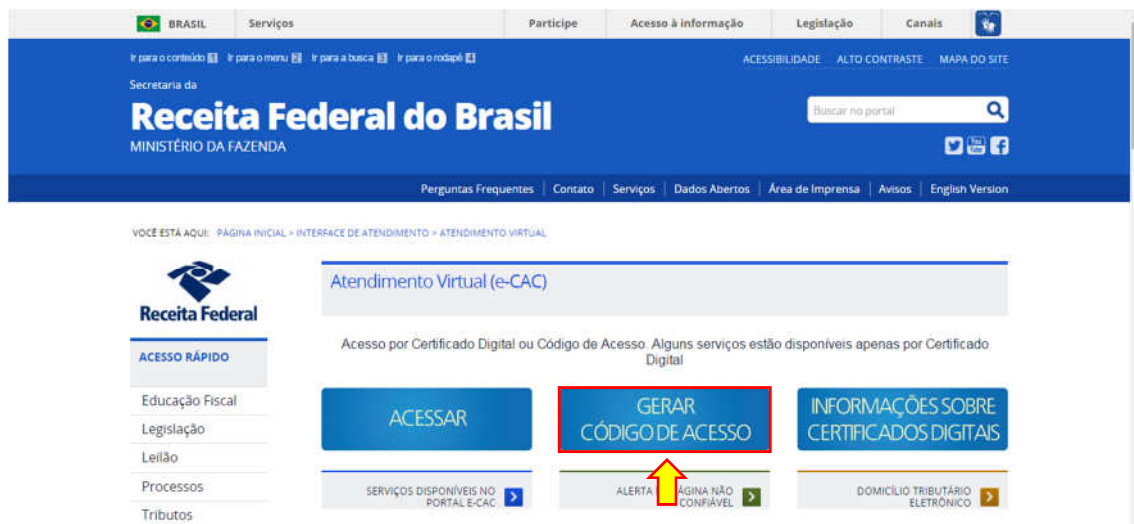 BRASIL Serviços Participe Acesso à informação Legislação Canais
Ir para o conteúdo 1 Ir para o menu 2 Ir para a busca 3 Ir para o rodapé 4 ACESSIBILIDADE ALTO CONTRASTE MAPA DO SITE
Secretaria da
Receita Federal do Brasil
Buscar no portal
MINISTÉRIO DA FAZENDA
You Tube
Perguntas Frequentes Contato Serviços Dados Abertos Área de Imprensa Avisos English Version
VOCÊ ESTÁ AQUI: PÁGINA INICIAL > INTERFACE DE ATENDIMENTO > ATENDIMENTO VIRTUAL
Receita Federal
Atendimento Virtual (e-CAC)
ACESSO RÁPIDO
Acesso por Certificado Digital ou Código de Acesso. Alguns serviços estão disponíveis apenas por Certificado
Digital
Educação Fiscal
Legislação
Leilão
Processos
Tributos
ACESSAR
GERAR
CÓDIGO DE ACESSO
INFORMAÇÕES SOBRE
CERTIFICADOS DIGITAIS
SERVIÇOS DISPONÍVEIS NO
PORTAL E-CAC
ALERTA PÁGINA NÃO
CONFIÁVEL
DOMICÍLIO TRIBUTÁRIO
ELETRÔNICO